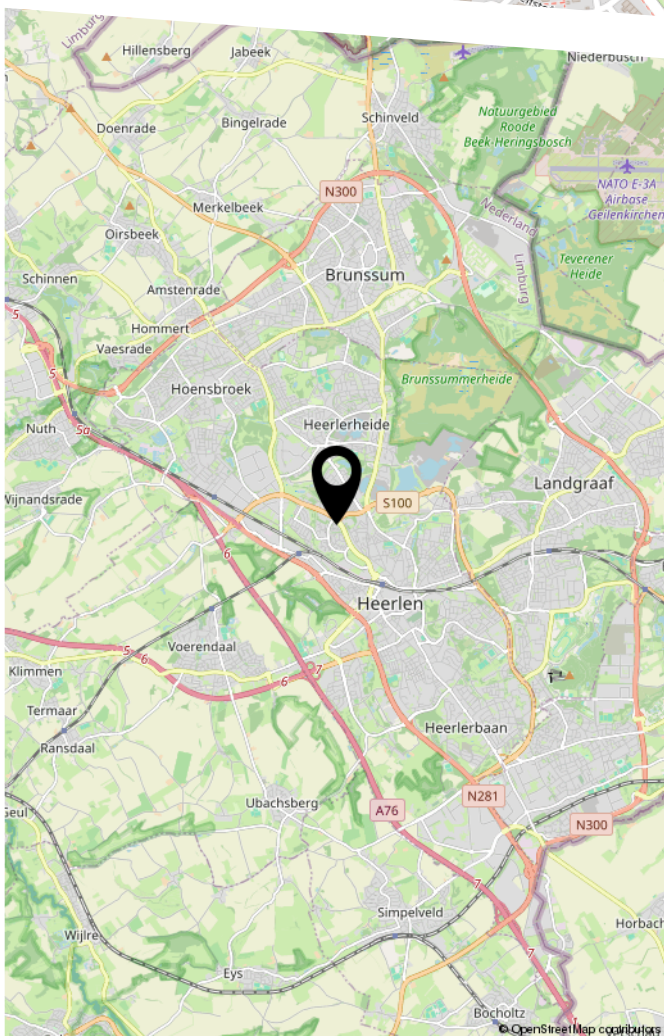 Limburg
Hillensberg
Jabeek
Niederbusch
Doenrade
Bingelrade
Schinveld
Natuurgebied
Roode
Beek-Heringsbosch
NATO E-3A
Airbase
Geilenkirchen
N300
Merkelbeek
Nederland
Oirsbeek
Limburg
Teverener
Heide
Schinnen
Amstenrade
Brunssum
5
Hommert
Vaesrade
5
Hoensbroek
Brunssummerheide
Heerlerheide
Nuth
5a
Landgraaf
Wijnandsrade
S100
6
Heerlen
Voerendaal
5
6
7
Klimmen
6
Termaar
Ransdaal
Heerlerbaan
N281
Ubachsberg
A76
Geul
N300
7
Simpelveld
Horbach
Wijlre
7
Eys
Bocholtz
© OpenStreetMap contributors